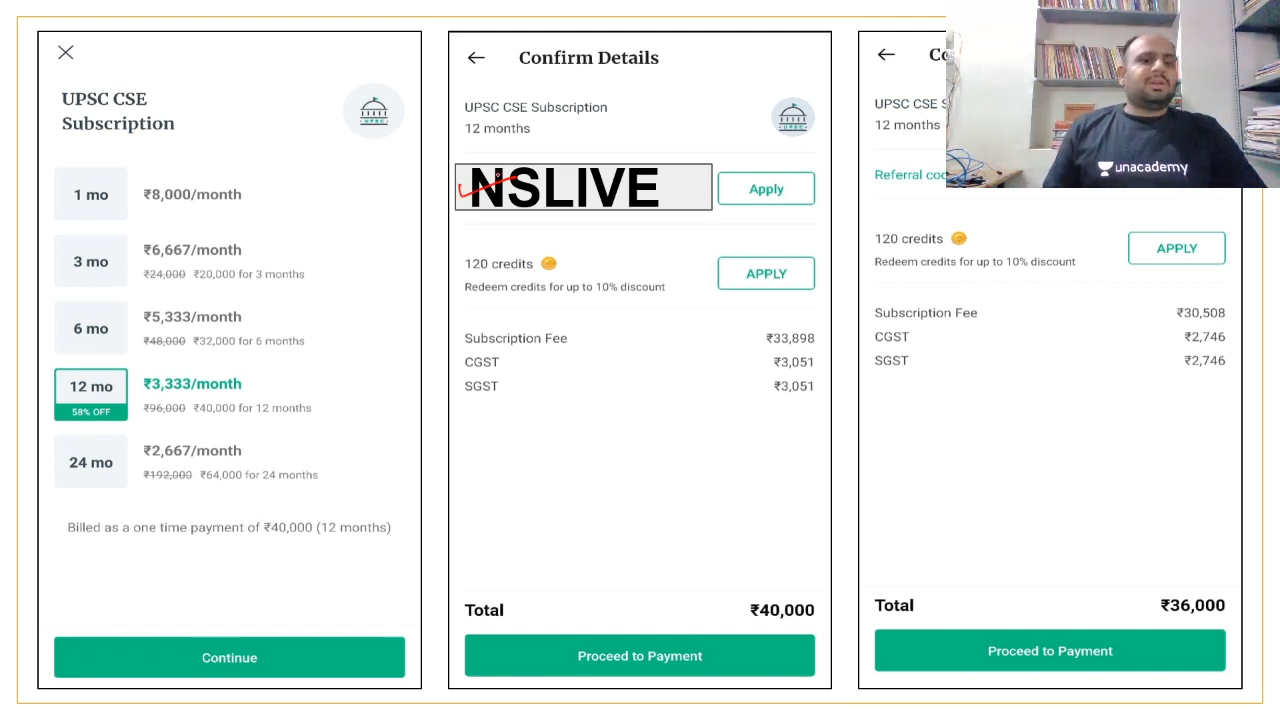 UPSC CSE
Subscription
UPSC
1 mo
₹8,000/month
3 mo
₹6,667/month
₹24,000 ₹20,000 for 3 months
6 mo
₹5,333/month
₹48,000 ₹32,000 for 6 months
12 mo
58% OFF
₹3,333/month
₹96,000 ₹40,000 for 12 months
24 mo
₹2,667/month
₹192,000 ₹64,000 for 24 months
Billed as a one time payment of ₹40,000 (12 months)
Continue
Confirm Details
UPSC CSE Subscription
12 months
UPSC
NSLIVE
Apply
120 credits
APPLY
Redeem credits for up to 10% discount
Subscription Fee ₹33,898
CGST ₹3,051
SGST ₹3,051
Total ₹40,000
Proceed to Payment
Co
UPSC CSE S
12 months
Referral coc
120 credits
APPLY
Redeem credits for up to 10% discount
Subscription Fee ₹30,508
CGST ₹2,746
SGST ₹2,746
Total ₹36,000
Proceed to Payment
unacademy